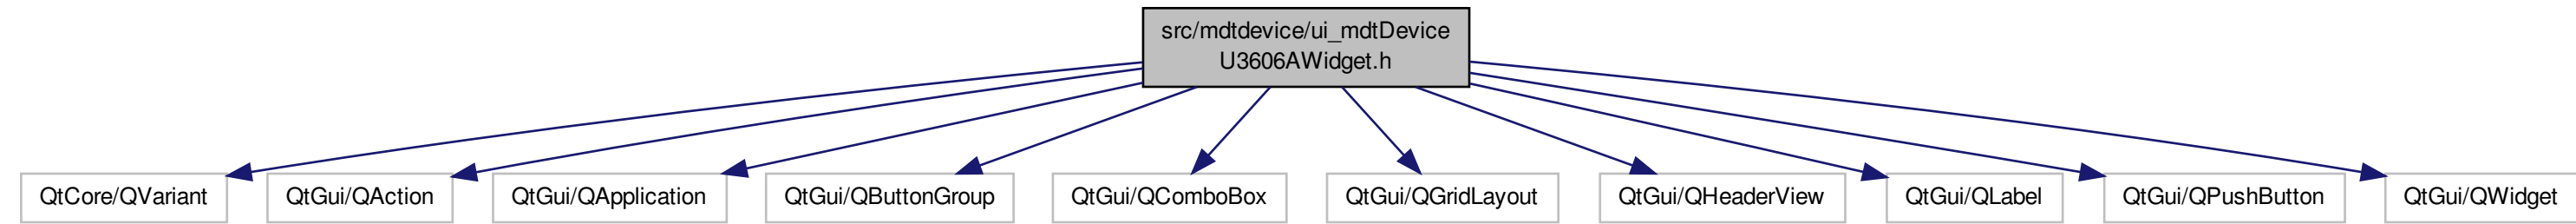 src/mdtdevice/ui_mdtDevice
U3606AWidget.h
QtCore/QVariant
QtGui/QAction
QtGui/QApplication
QtGui/QButtonGroup
QtGui/QComboBox
QtGui/QGridLayout
QtGui/QHeaderView
QtGui/QLabel
QtGui/QPushButton
QtGui/QWidget